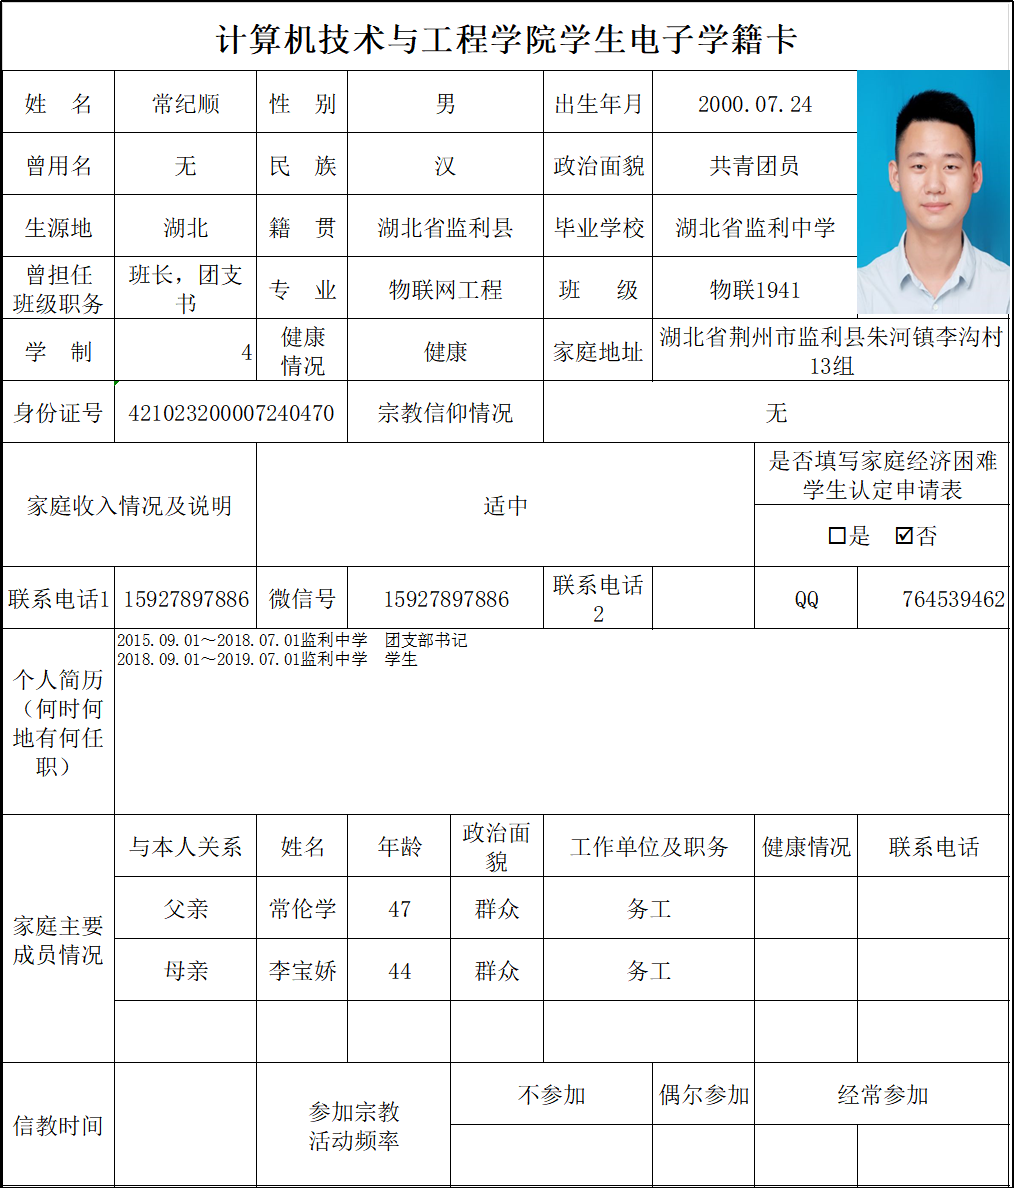 计算机技术与工程学院学生电子学籍卡
姓　名 常纪顺 性　别 男 出生年月 2000.07.24
曾用名 无 民　族 汉 政治面貌 共青团员
生源地 湖北 籍　贯 湖北省监利县 毕业学校 湖北省监利中学
曾担任
班级职务
班长，团支
书
专　业 物联网工程 班　级 物联1941
学　制 4
健康
情况
健康 家庭地址
湖北省荆州市监利县朱河镇李沟村
13组
身份证号 421023200007240470 宗教信仰情况 无
家庭收入情况及说明 适中
是否填写家庭经济困难
学生认定申请表
☐是　☑否
联系电话1 15927897886 微信号 15927897886
联系电话
2
QQ 764539462
个人简历
（何时何
地有何任
职）
2015.09.01～2018.07.01监利中学　团支部书记
2018.09.01～2019.07.01监利中学　学生
家庭主要
成员情况
与本人关系 姓名 年龄
政治面
貌
工作单位及职务 健康情况 联系电话
父亲 常伦学 47 群众 务工
母亲 李宝娇 44 群众 务工
信教时间
参加宗教
活动频率
不参加 偶尔参加 经常参加